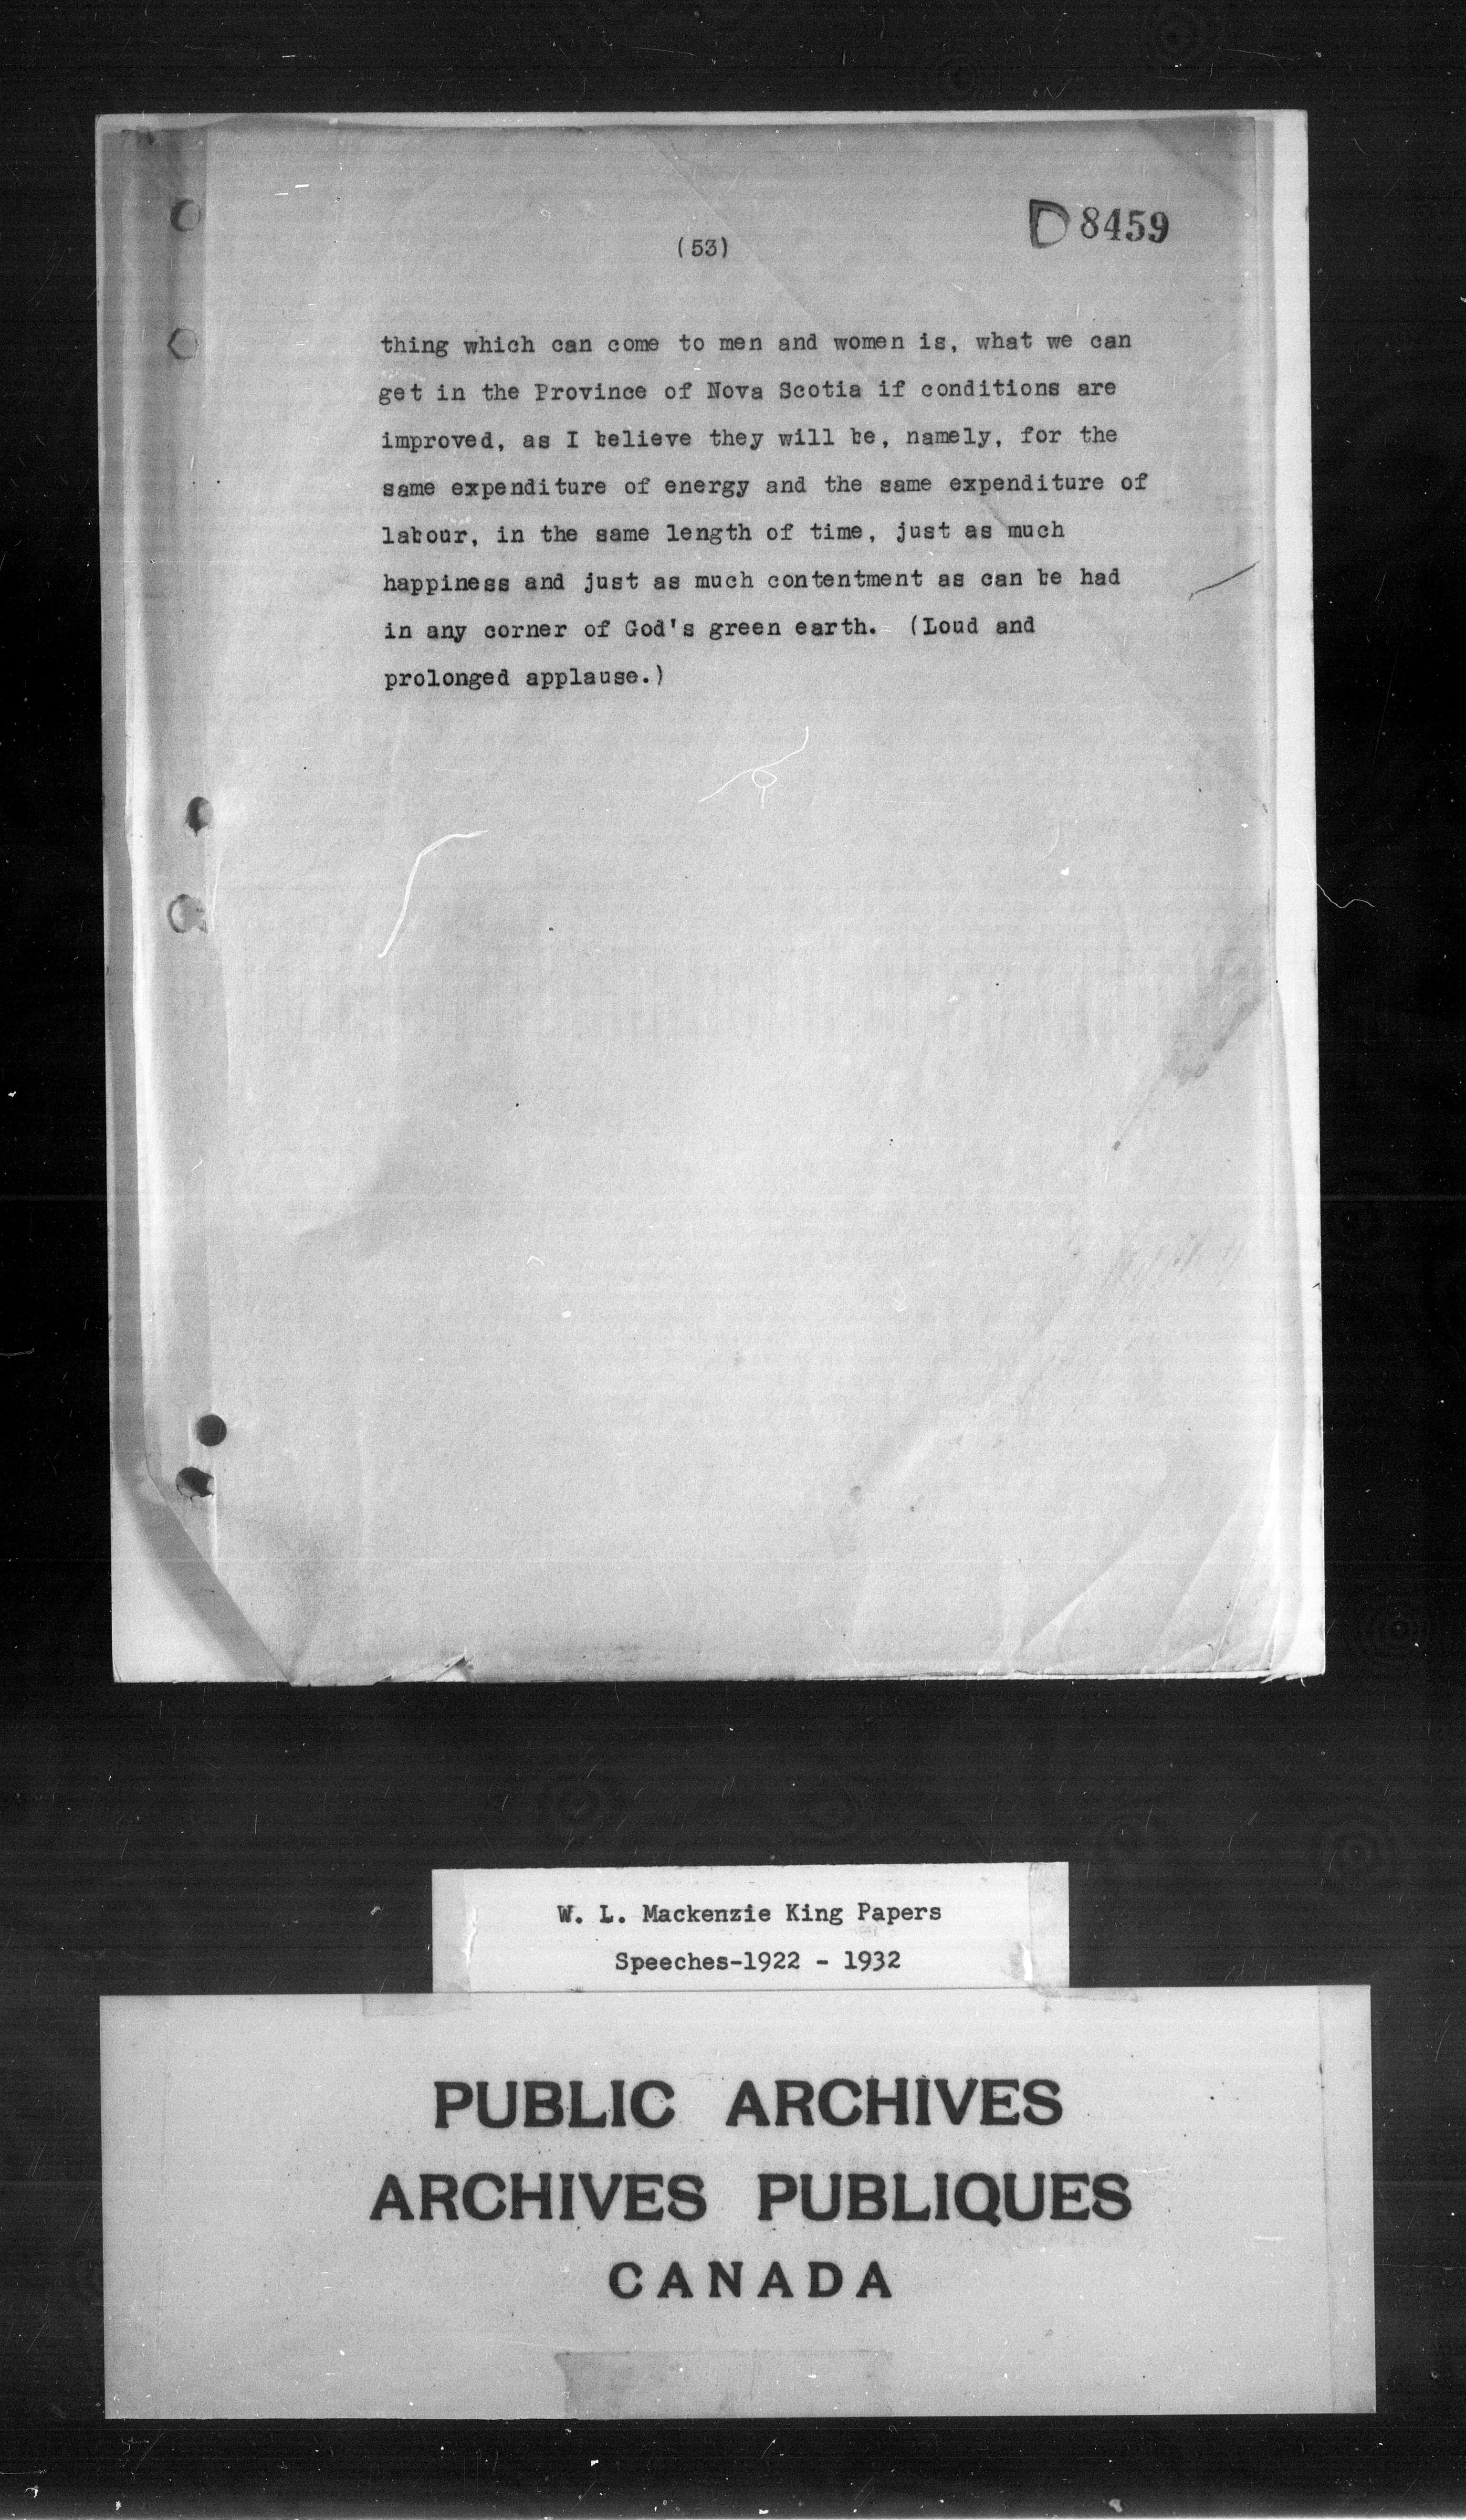 (53)
D 8459
thing which can come to men and women is, what we can
get in the Province of Nova Scotia if conditions are
improved, as I believe they will be, namely, for the
same expenditure of energy and the same expenditure of
labour, in the same length of time, just as much
happiness and just as much contentment as can be had
in any corner of God's green earth. (Loud and
prolonged applause.)
W. L. Mackenzie King Papers
Speeches-1922 - 1932
PUBLIC ARCHIVES
ARCHIVES PUBLIQUES
CANADA